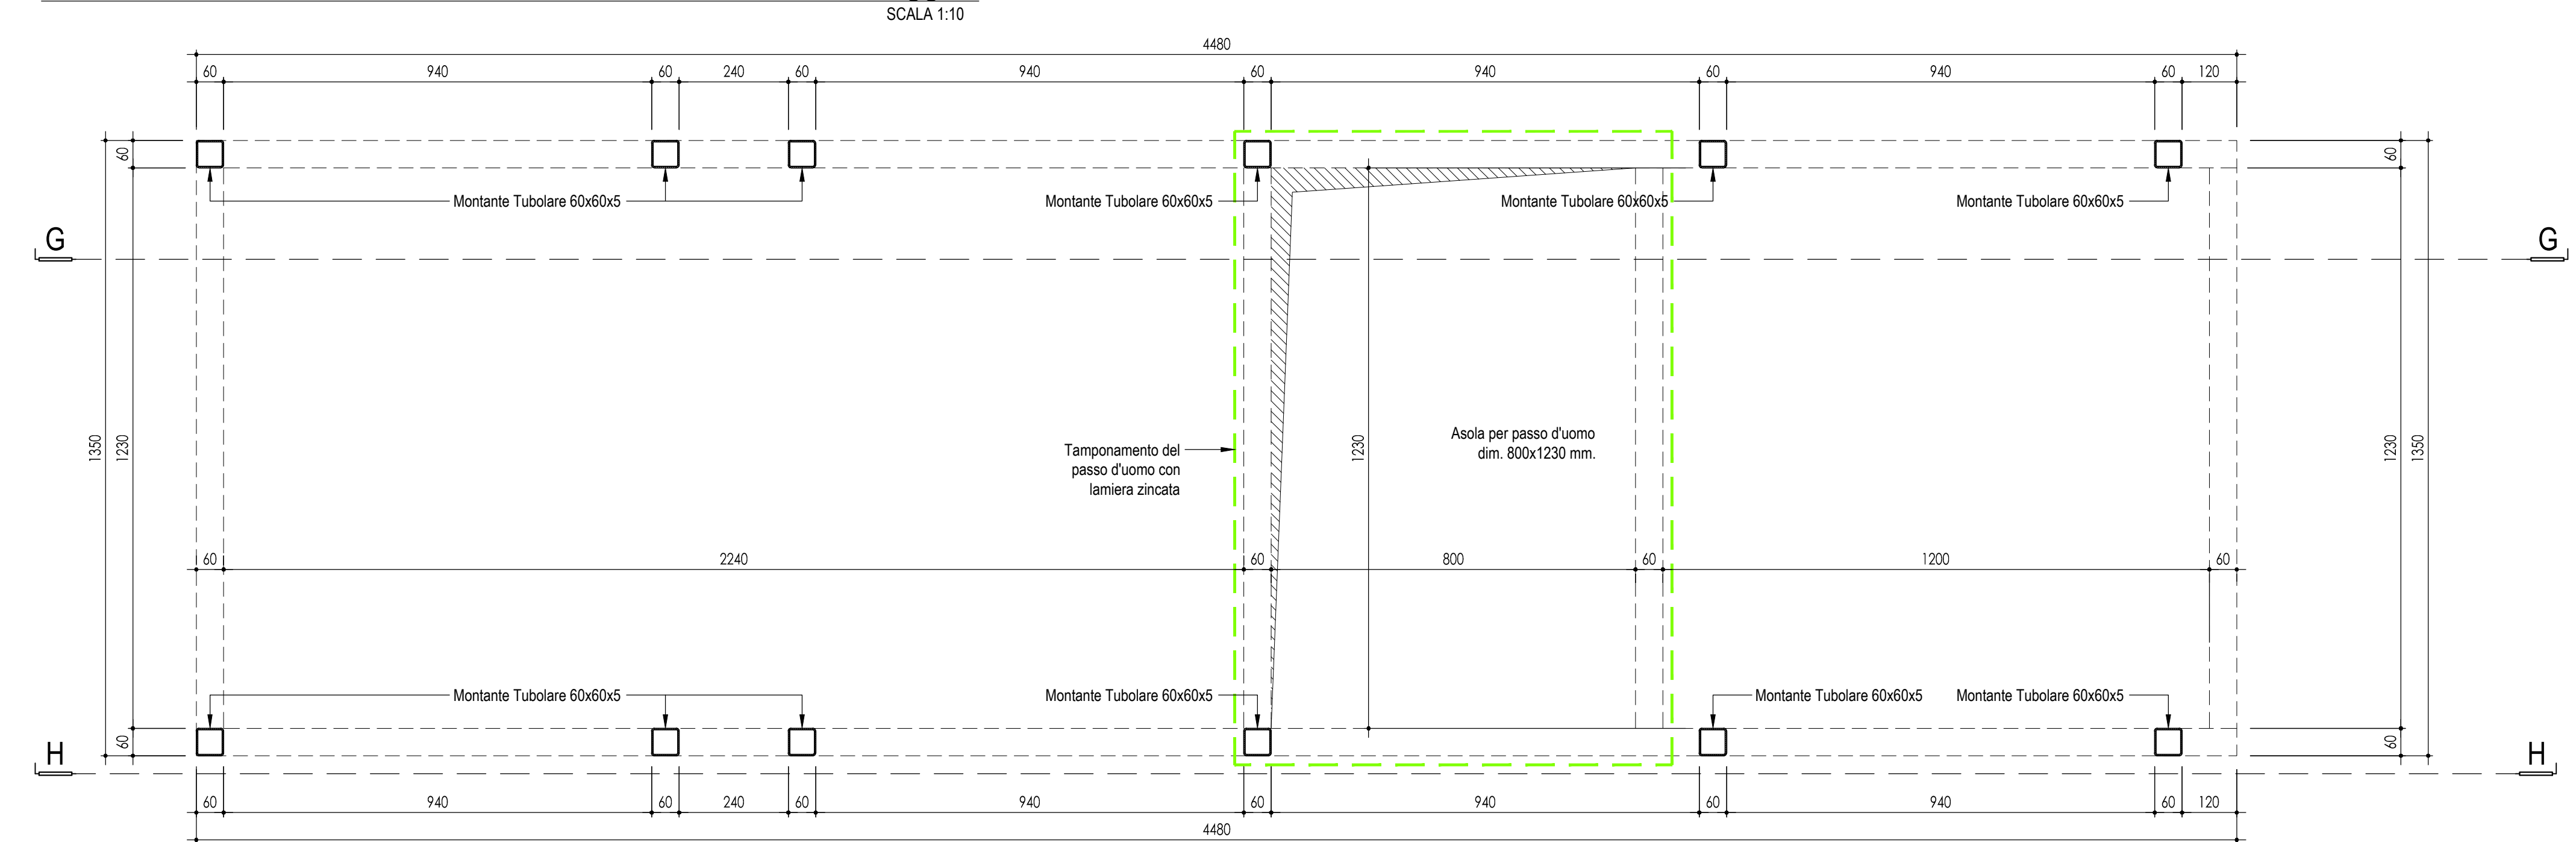 SCALA 1:10
4480
60 940 60 240 60 940 60 940 60 940 60 120
60 60
Montante Tubolare 60x60x5 Montante Tubolare 60x60x5 Montante Tubolare 60x60x5 Montante Tubolare 60x60x5
G G
1350 1230 1230 1230 1350
Asola per passo d'uomo
dim. 800x1230 mm.
Tamponamento del
passo d'uomo con
lamiera zincata
60 2240 60 800 60 1200 60
Montante Tubolare 60x60x5 Montante Tubolare 60x60x5 Montante Tubolare 60x60x5 Montante Tubolare 60x60x5
60 60
H H
60 940 60 240 60 940 60 940 60 940 60 120
4480